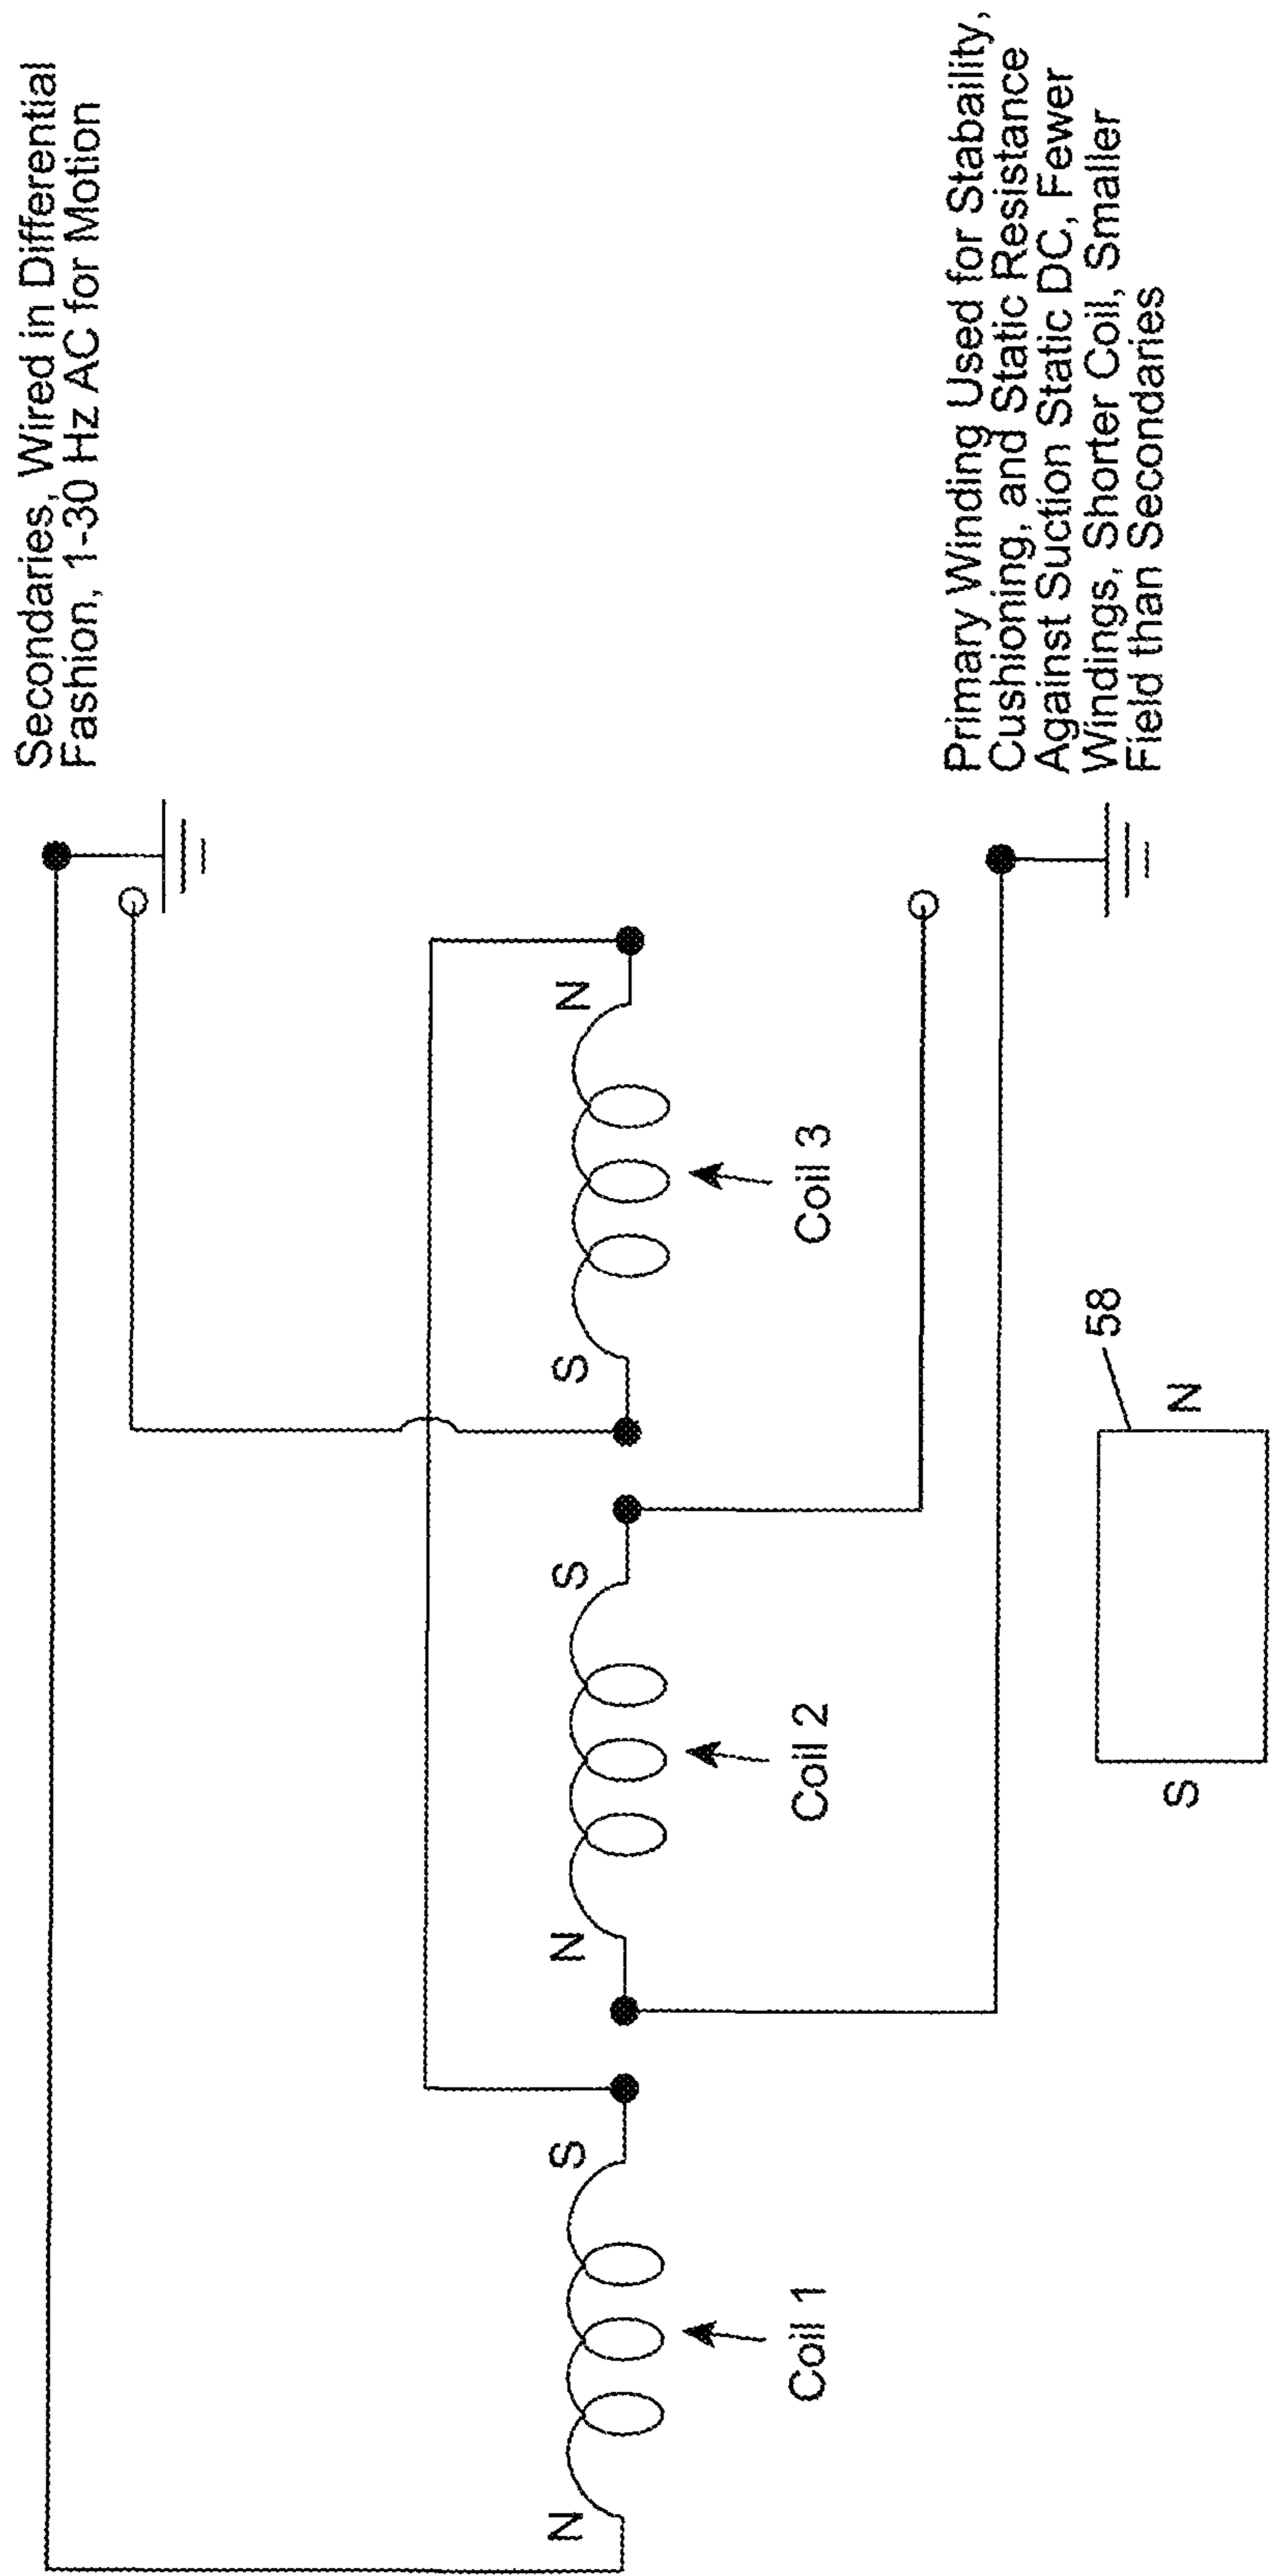 Secondaries, Wired in Differential
Fashion, 1-30 Hz AC for Motion
N
S
N
S
S
N
Coil 1
Coil 2
Coil 3
Primary Winding Used for Stabaility,
Cushioning, and Static Resistance
Against Suction Static DC, Fewer
Windings, Shorter Coil, Smaller
Field than Secondaries
58
S
N